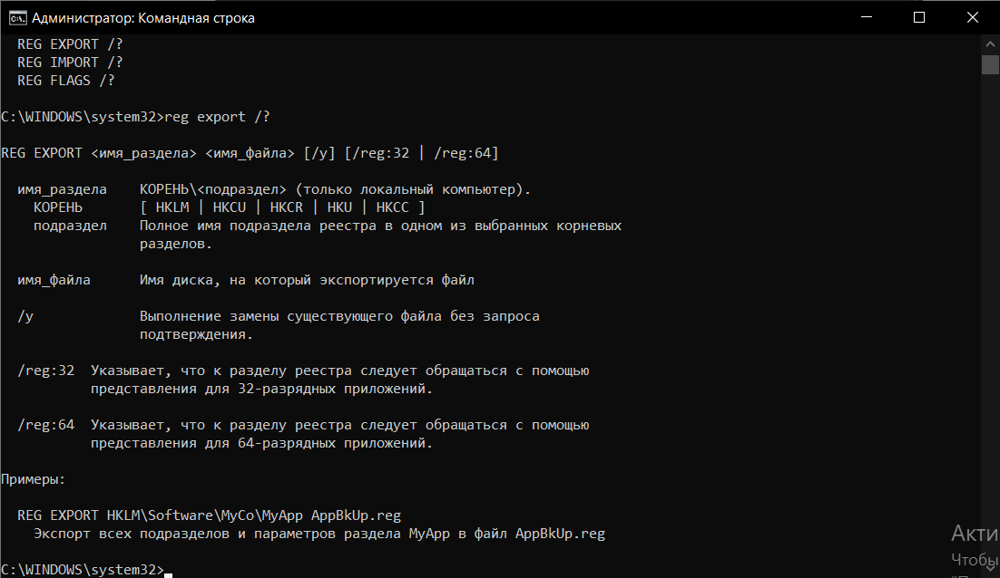 Администратор: Командная строка
REG EXPORT /?
REG IMPORT /?
REG FLAGS /?
C:\WINDOWS\system32>reg export /?
REG EXPORT <имя_раздела> <имя_файла> [/y] [/reg:32 | /reg:64]
имя_раздела КОРЕНЬ\<подраздел> (только локальный компьютер).
КОРЕНЬ [ HKLM | HKCU | HKCR | HKU | HKCC ]
подраздел Полное имя подраздела реестра в одном из выбранных корневых
разделов.
имя_файла Имя диска, на который экспортируется файл
/y Выполнение замены существующего файла без запроса
подтверждения.
/reg:32 Указывает, что к разделу реестра следует обращаться с помощью
представления для 32-разрядных приложений.
/reg:64 Указывает, что к разделу реестра следует обращаться с помощью
представления для 64-разрядных приложений.
Примеры:
REG EXPORT HKLM\Software\MyCo\MyApp AppBkUp.reg
Экспорт всех подразделов и параметров раздела MyApp в файл AppBkUp.reg
C:\WINDOWS\system32>
Акти
Чтобы